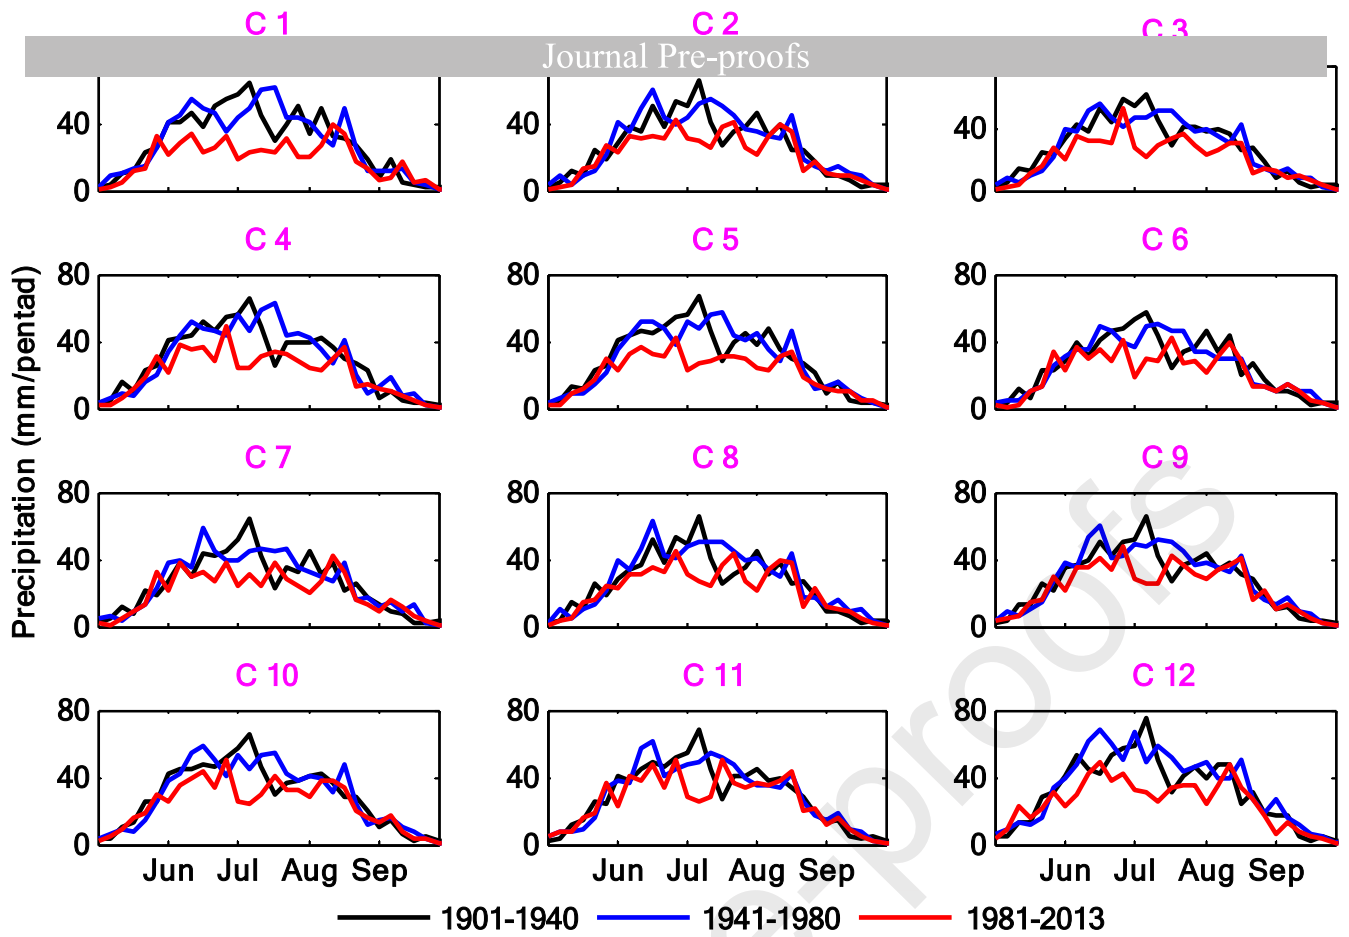 C 1 C 2 C 3
Journal Pre-proofs
40 40 40
0 0 0
C 4 C 5 C 6
80 80 80
40 40 40
0 0 0
Precipitation (mm/pentad)
C 7 C 8 C 9
80 80 80
40 40 40
0 0 0
C 10 C 11 C 12
80 80 80
40 40 40
0 0 0
Jun Jul Aug Sep Jun Jul Aug Sep Jun Jul Aug Sep
1901-1940 1941-1980 1981-2013
e-proofs